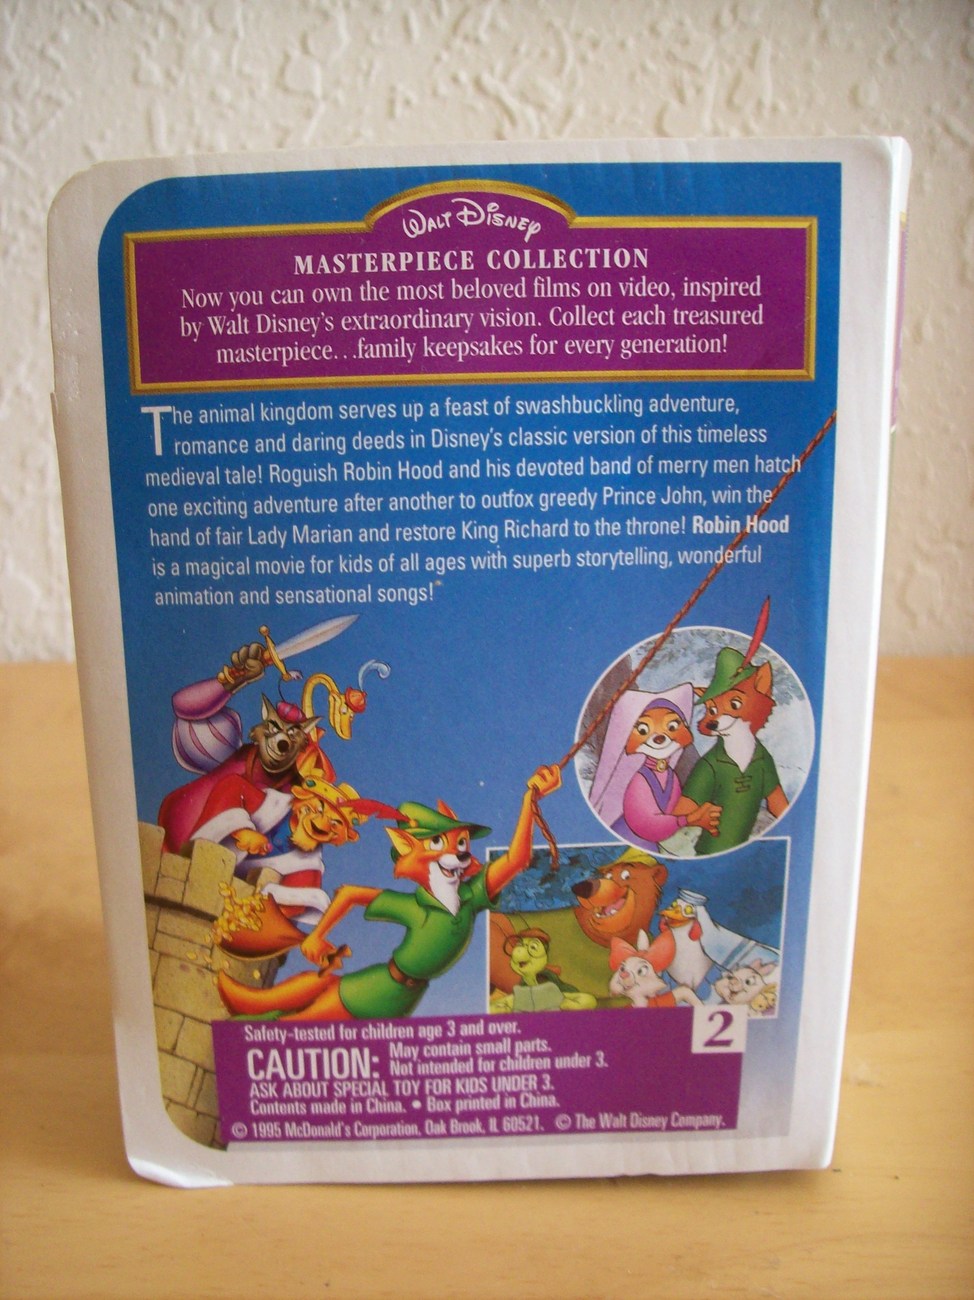 Walt Disney
MASTERPIECE COLLECTION
Now you can own the most beloved films on video, inspired
by Walt Disney's extraordinary vision. Collect each treasured
masterpiece...family keepsakes for every generation!
The animal kingdom serves up a feast of swashbuckling adventure,
romance and daring deeds in Disney's classic version of this timeless
medieval tale! Roguish Robin Hood and his devoted band of merry men hatch
one exciting adventure after another to outfox greedy Prince John, win the
hand of fair Lady Marian and restore King Richard to the throne! Robin Hood
is a magical movie for kids of all ages with superb storytelling, wonderful
animation and sensational songs!
2
Safety-tested for children age 3 and over.
CAUTION: May contain small parts.
Not intended for children under 3.
ASK ABOUT SPECIAL TOY FOR KIDS UNDER 3.
Contents made in China. • Box printed in China.
© 1995 McDonald's Corporation, Oak Brook, IL 60521. © The Walt Disney Company.